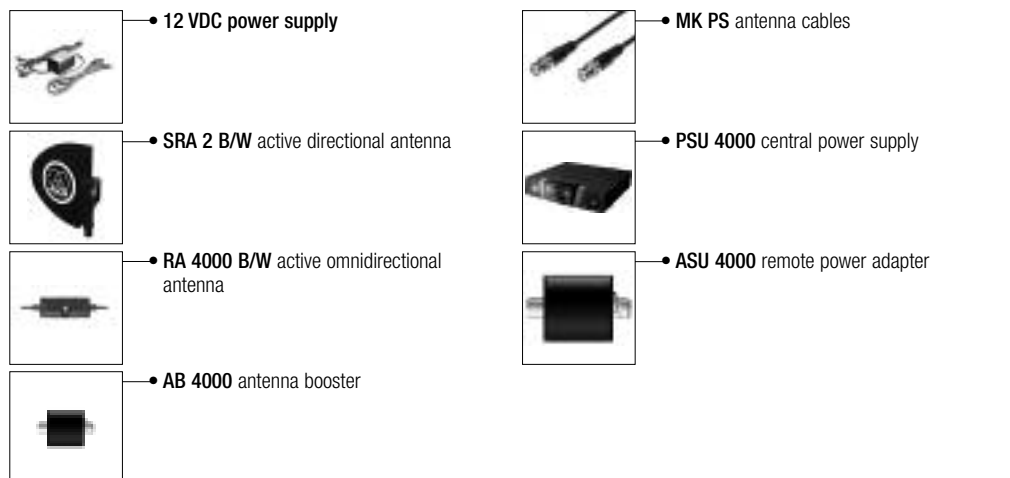 12 VDC power supply
SRA 2 B/W active directional antenna
RA 4000 B/W active omnidirectional
antenna
AB 4000 antenna booster
MK PS antenna cables
PSU 4000 central power supply
ASU 4000 remote power adapter